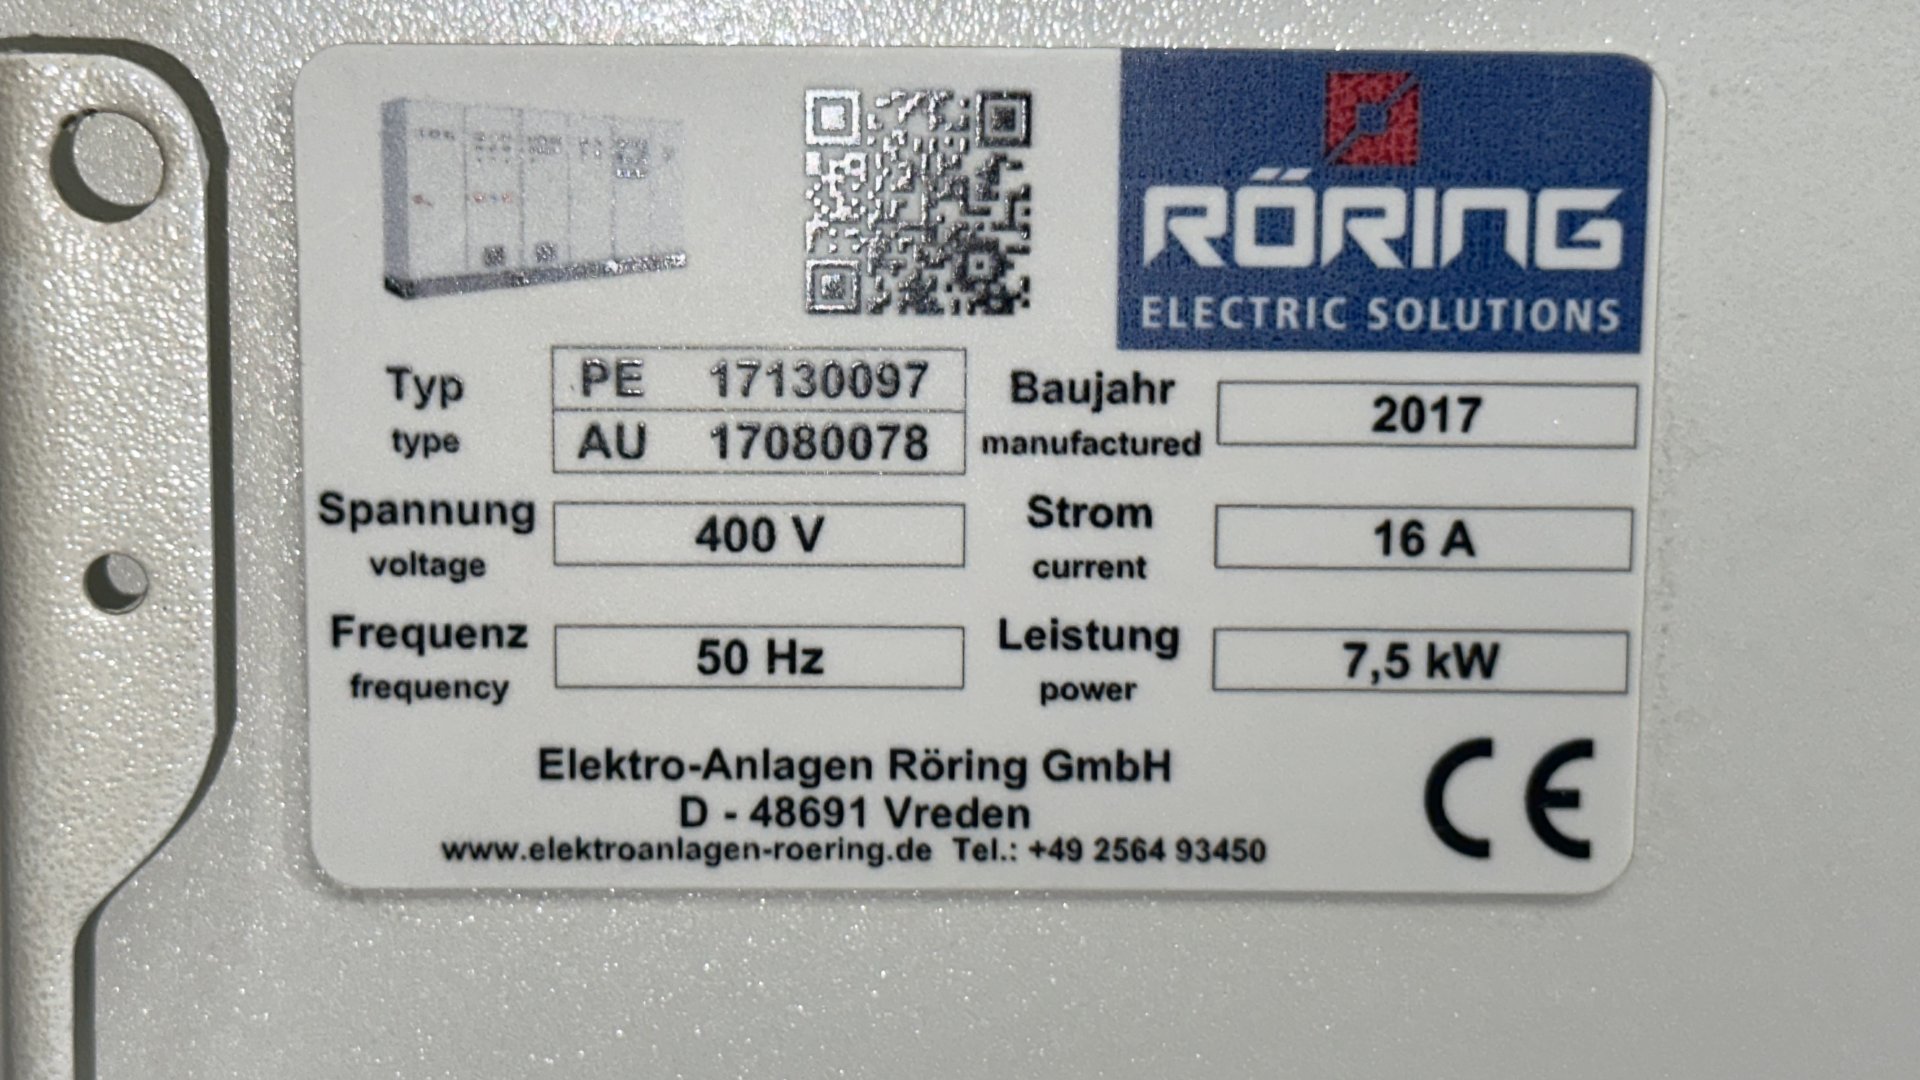 RÖRING
ELECTRIC SOLUTIONS
Typ PE 17130097 Baujahr 2017
type AU 17080078 manufactured
Spannung 400 V Strom 16 A
voltage current
Frequenz 50 Hz Leistung 7,5 kW
frequency power
Elektro-Anlagen Röring GmbH
D - 48691 Vreden
www.elektroanlagen-roering.de Tel.: +49 2564 93450
CE